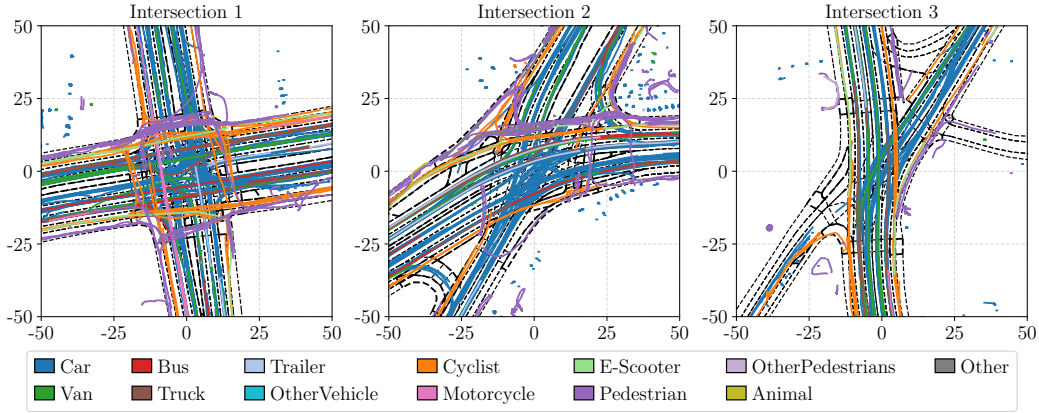 Intersection 1 Intersection 2 Intersection 3
50 50 50
25 25 25
0 0 0
-25 -25 -25
-50 -50 -50
-50 -25 0 25 50 -50 -25 0 25 50 -50 -25 0 25 50
Car Bus Trailer Cyclist E-Scooter OtherPedestrians Other
Van Truck OtherVehicle Motorcycle Pedestrian Animal